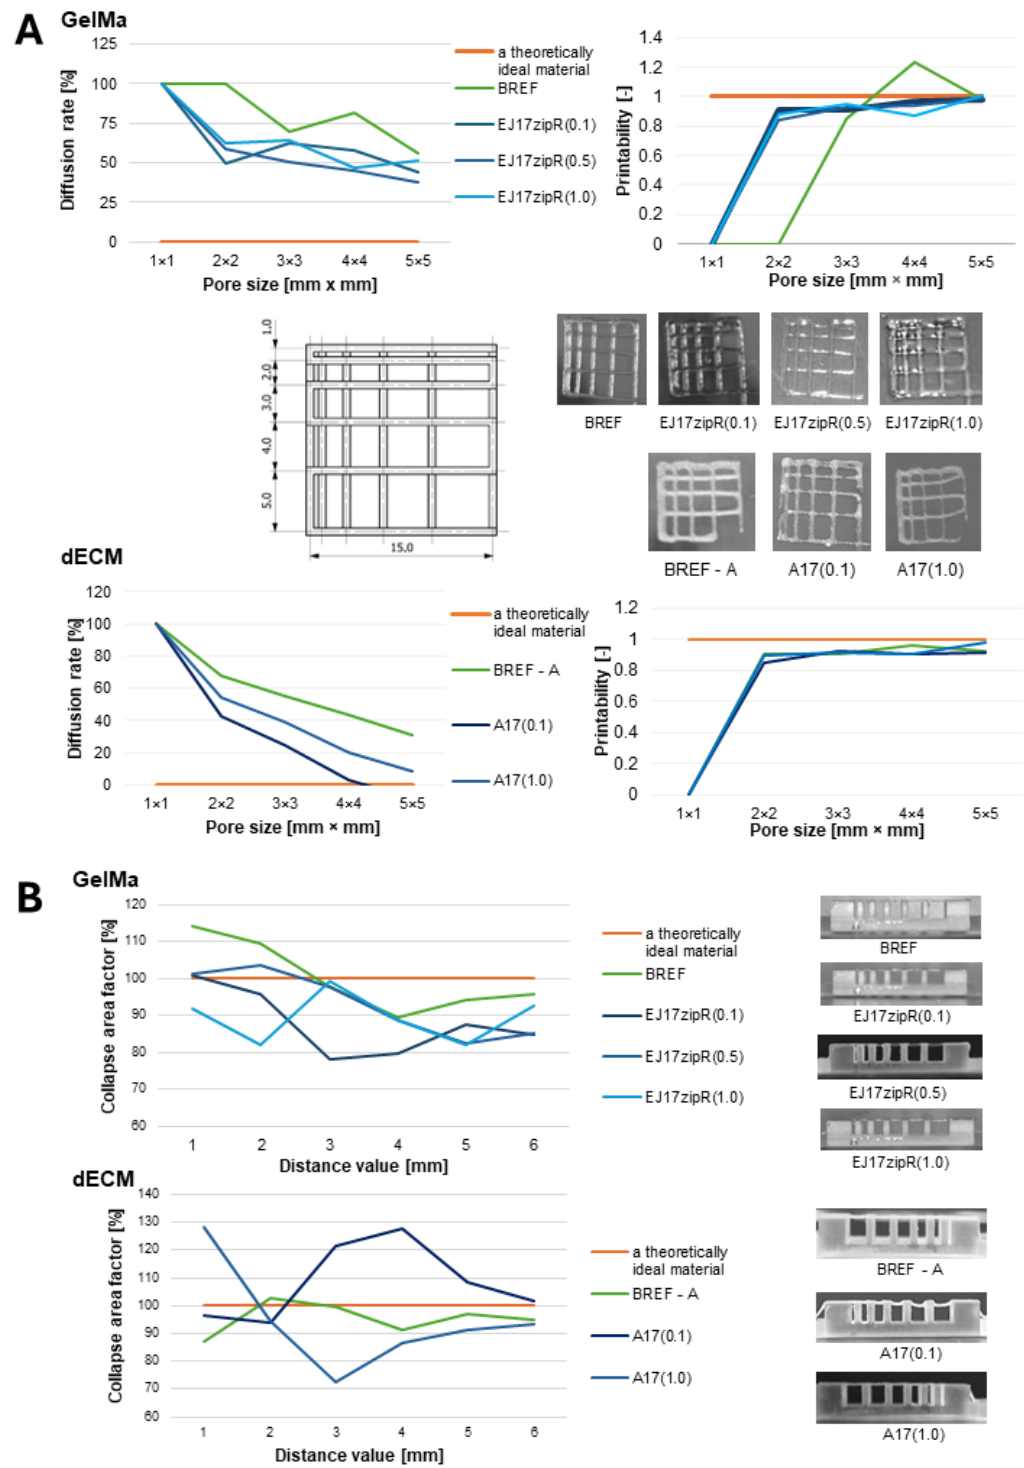 A
GelMa
Diffusion rate [%]
125
100
75
50
25
0
1×1 2×2 3×3 4×4 5×5
Pore size [mm x mm]
a theoretically
ideal material
BREF
EJ17zipR(0.1)
EJ17zipR(0.5)
EJ17zipR(1.0)
Printability [-]
1.4
1.2
1
0.8
0.6
0.4
0.2
0
1×1 2×2 3×3 4×4 5×5
Pore size [mm × mm]
1.0
2.0
3.0
4.0
5.0
15.0
BREF EJ17zipR(0.1) EJ17zipR(0.5) EJ17zipR(1.0)
BREF - A A17(0.1) A17(1.0)
dECM
Diffusion rate [%]
120
100
80
60
40
20
0
1×1 2×2 3×3 4×4 5×5
Pore size [mm × mm]
a theoretically
ideal material
BREF - A
A17(0.1)
A17(1.0)
Printability [-]
1.2
1
0.8
0.6
0.4
0.2
0
1×1 2×2 3×3 4×4 5×5
Pore size [mm × mm]
B
GelMa
Collapse area factor [%]
120
110
100
90
80
70
60
1 2 3 4 5 6
Distance value [mm]
a theoretically
ideal material
BREF
EJ17zipR(0.1)
EJ17zipR(0.5)
EJ17zipR(1.0)
BREF
EJ17zipR(0.1)
EJ17zipR(0.5)
EJ17zipR(1.0)
dECM
Collapse area factor [%]
140
130
120
110
100
90
80
70
60
1 2 3 4 5 6
Distance value [mm]
a theoretically
ideal material
BREF - A
A17(0.1)
A17(1.0)
BREF - A
A17(0.1)
A17(1.0)